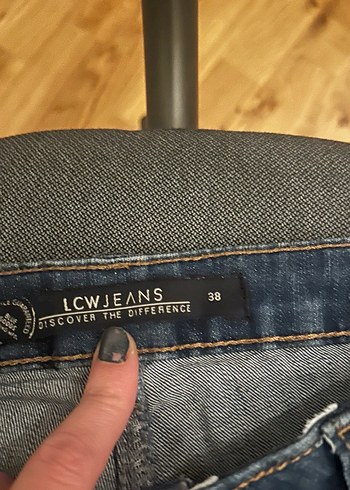 LCWJEANS
DISCOVER THE DIFFERENCE
38